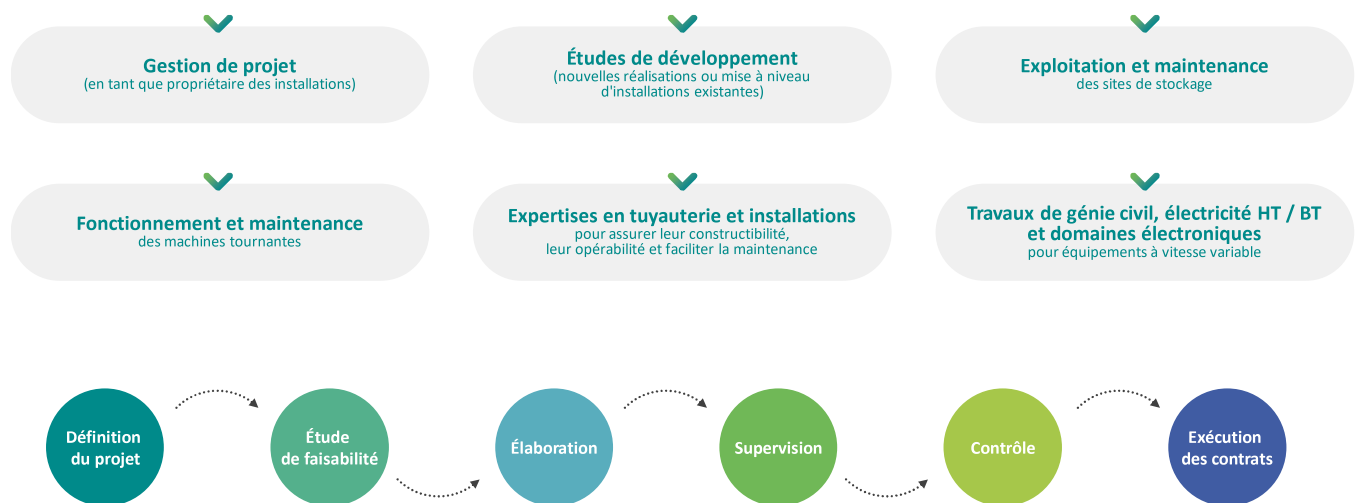 Gestion de projet
(en tant que propriétaire des installations)
Études de développement
(nouvelles réalisations ou mise à niveau
d'installations existantes)
Exploitation et maintenance
des sites de stockage
Fonctionnement et maintenance
des machines tournantes
Expertises en tuyauterie et installations
pour assurer leur constructibilité,
leur opérabilité et faciliter la maintenance
Travaux de génie civil, électricité HT / BT
et domaines électroniques
pour équipements à vitesse variable
Définition
du projet
Étude
de faisabilité
Élaboration
Supervision
Contrôle
Exécution
des contrats